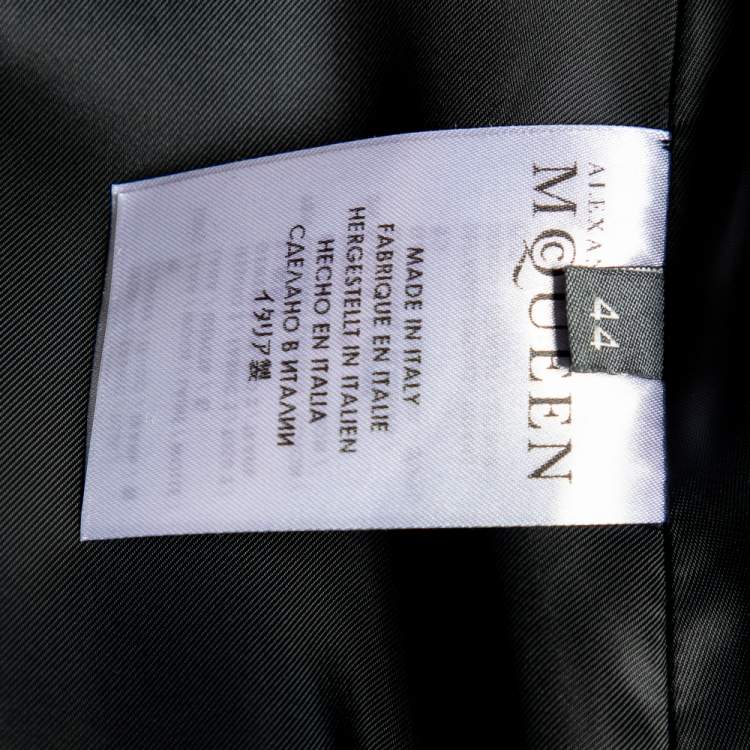 ALEXA
McQUEEN
44
MADE IN ITALY
FABRIQUE EN ITALIE
HERGESTELLT IN ITALIEN
HECHO EN ITALIA
СДЕЛАНО В ИТАЛИИ
イタリア製